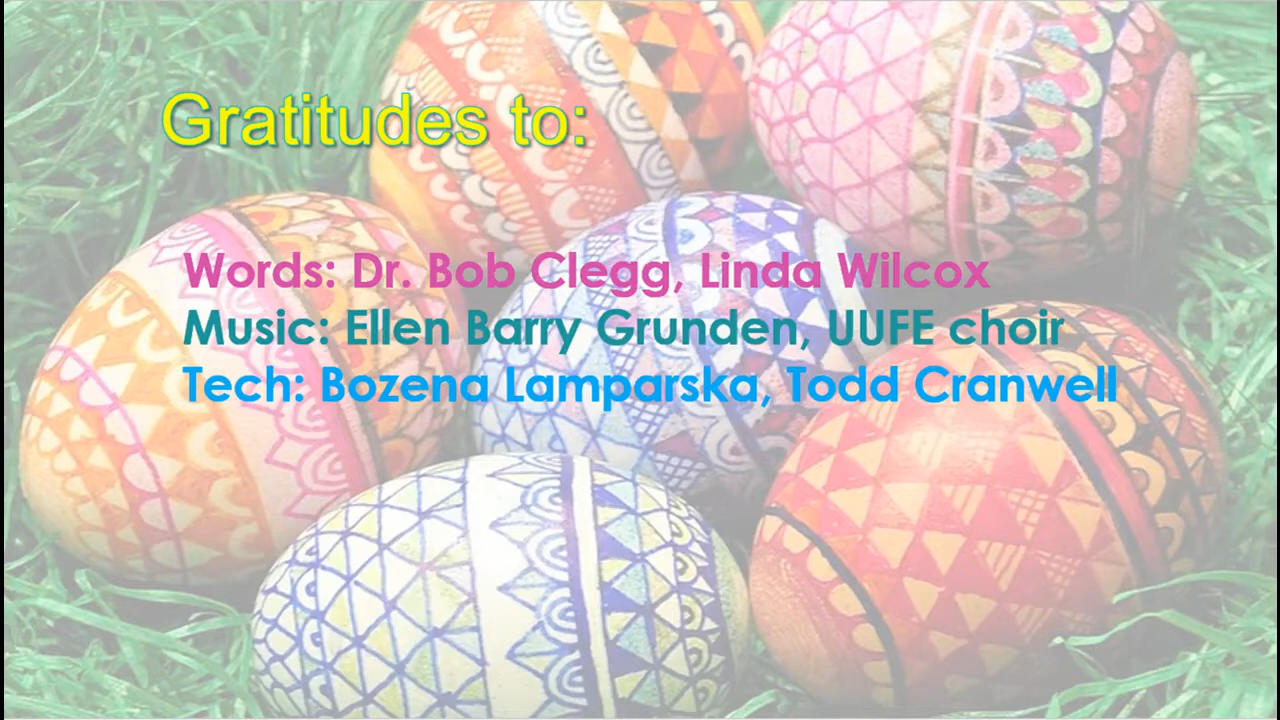 Gratitudes to:
Words: Dr. Bob Clegg, Linda Wilcox
Music: Ellen Barry Grunden, UUFE choir
Tech: Bozena Lamparska, Todd Cranwell